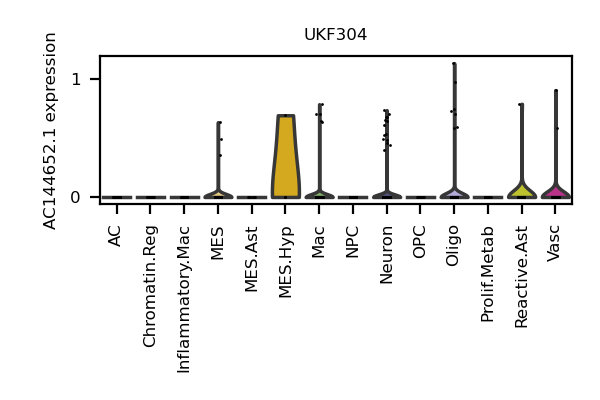 UKF304
AC144652.1 expression
1
0
AC
Chromatin.Reg
Inflammatory.Mac
MES
MES.Ast
MES.Hyp
Mac
NPC
Neuron
OPC
Oligo
Prolif.Metab
Reactive.Ast
Vasc